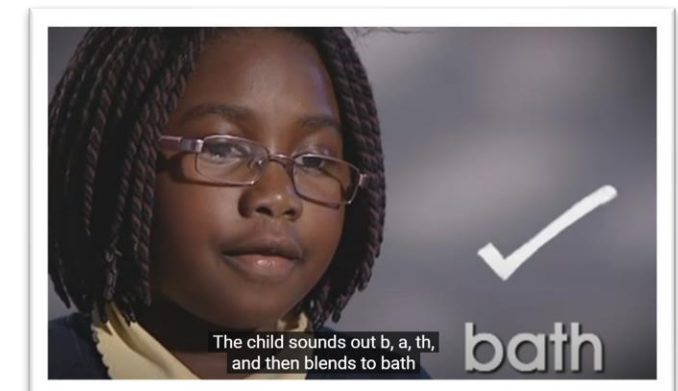 The child sounds out b, a, th,
and then blends to bath
bath